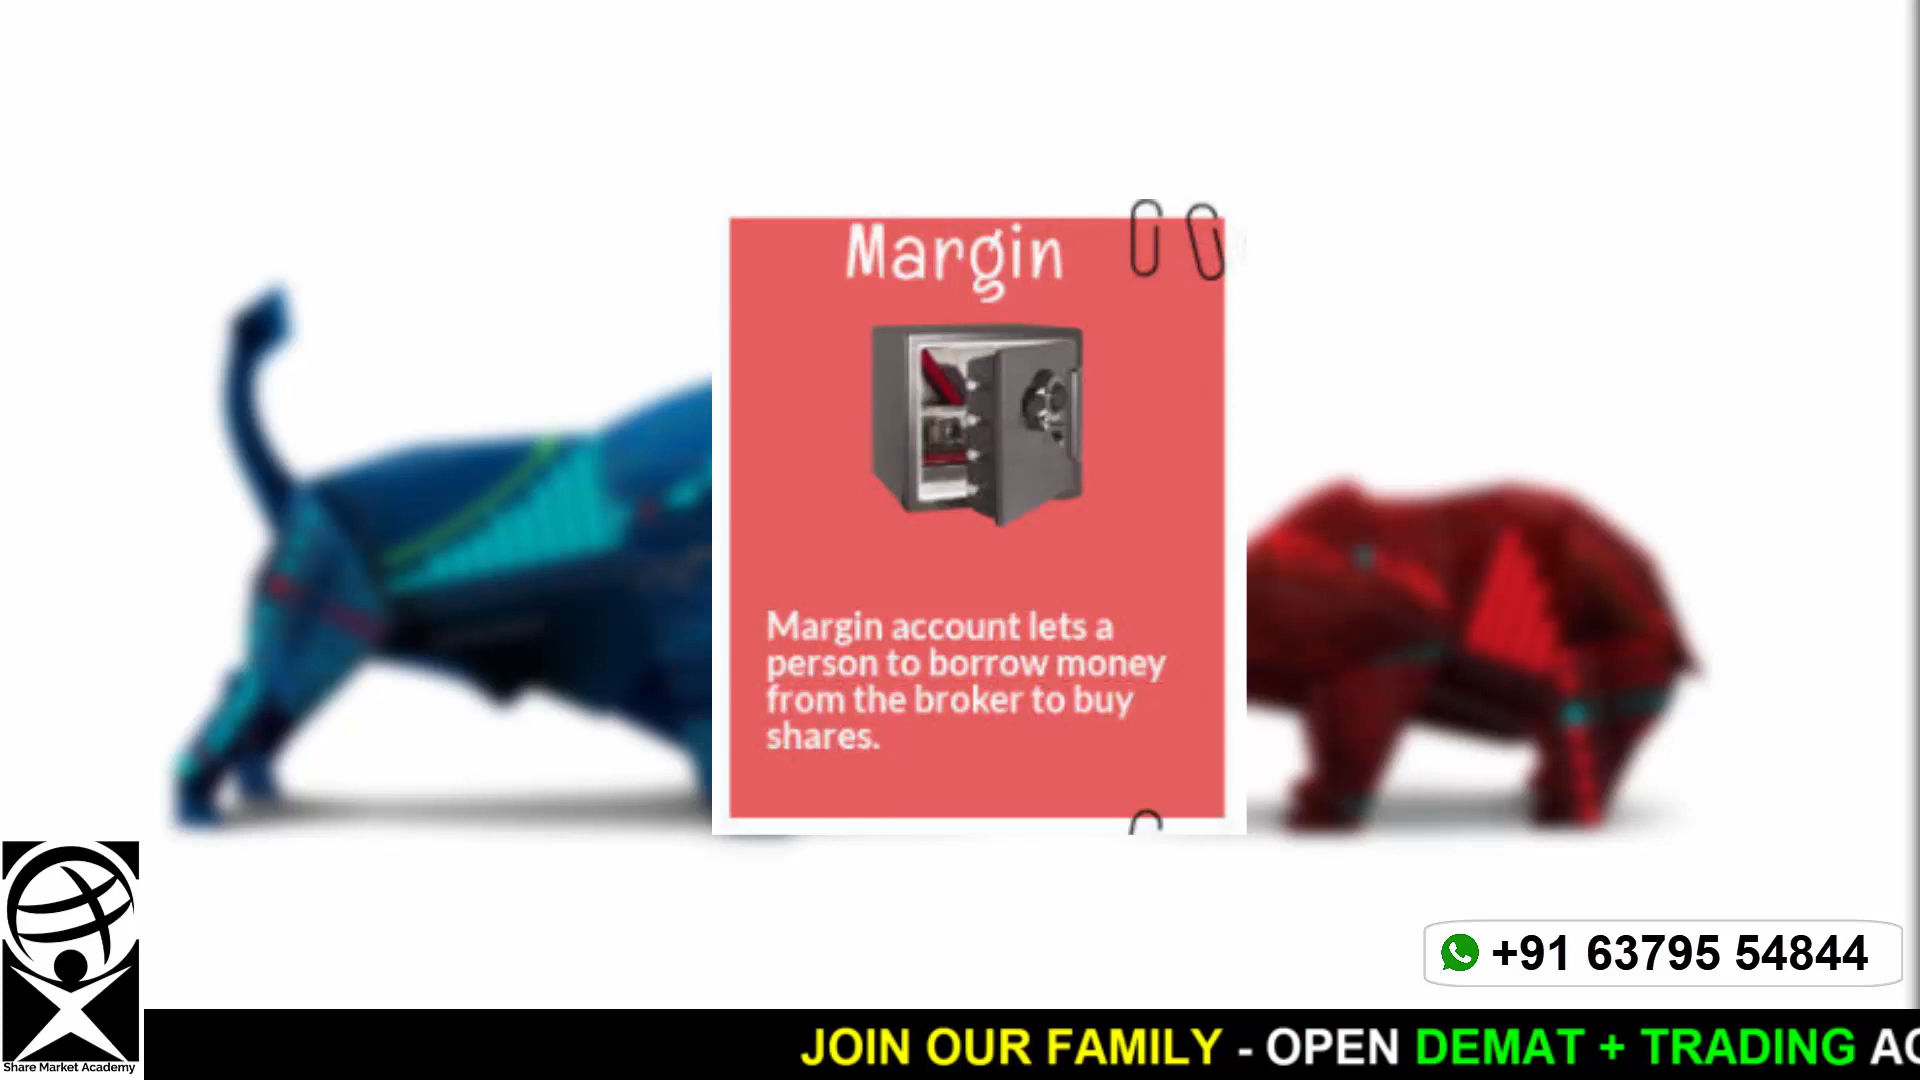 Margin
Margin account lets a
person to borrow money
from the broker to buy
shares.
+91 63795 54844
Share Market Academy
JOIN OUR FAMILY - OPEN DEMAT + TRADING AC